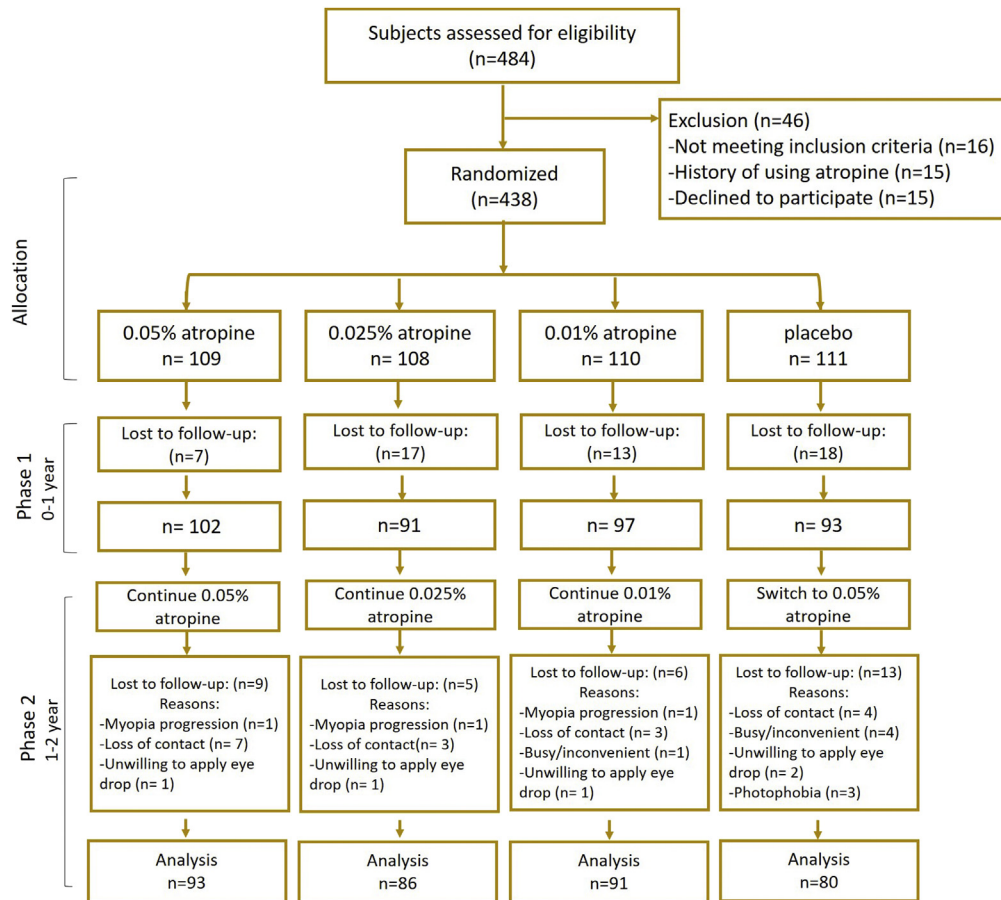 Subjects assessed for eligibility
(n=484)
Exclusion (n=46)
-Not meeting inclusion criteria (n=16)
-History of using atropine (n=15)
-Declined to participate (n=15)
Randomized
(n=438)
Allocation
0.05% atropine
n= 109
0.025% atropine
n= 108
0.01% atropine
n= 110
placebo
n= 111
Phase 1
0-1 year
Lost to follow-up:
(n=7)
Lost to follow-up:
(n=17)
Lost to follow-up:
(n=13)
Lost to follow-up:
(n=18)
n= 102
n=91
n= 97
n= 93
Phase 2
1-2 year
Continue 0.05%
atropine
Continue 0.025%
atropine
Continue 0.01%
atropine
Switch to 0.05%
atropine
Lost to follow-up: (n=9)
Reasons:
-Myopia progression (n=1)
-Loss of contact (n= 7)
-Unwilling to apply eye
drop (n= 1)
Lost to follow-up: (n=5)
Reasons:
-Myopia progression (n=1)
-Loss of contact(n= 3)
-Unwilling to apply eye
drop (n= 1)
Lost to follow-up: (n=6)
Reasons:
-Myopia progression (n=1)
-Loss of contact (n= 3)
-Busy/inconvenient (n=1)
-Unwilling to apply eye
drop (n= 1)
Lost to follow-up: (n=13)
Reasons:
-Loss of contact (n= 4)
-Busy/inconvenient (n=4)
-Unwilling to apply eye
drop (n= 2)
-Photophobia (n=3)
Analysis
n=93
Analysis
n=86
Analysis
n=91
Analysis
n=80